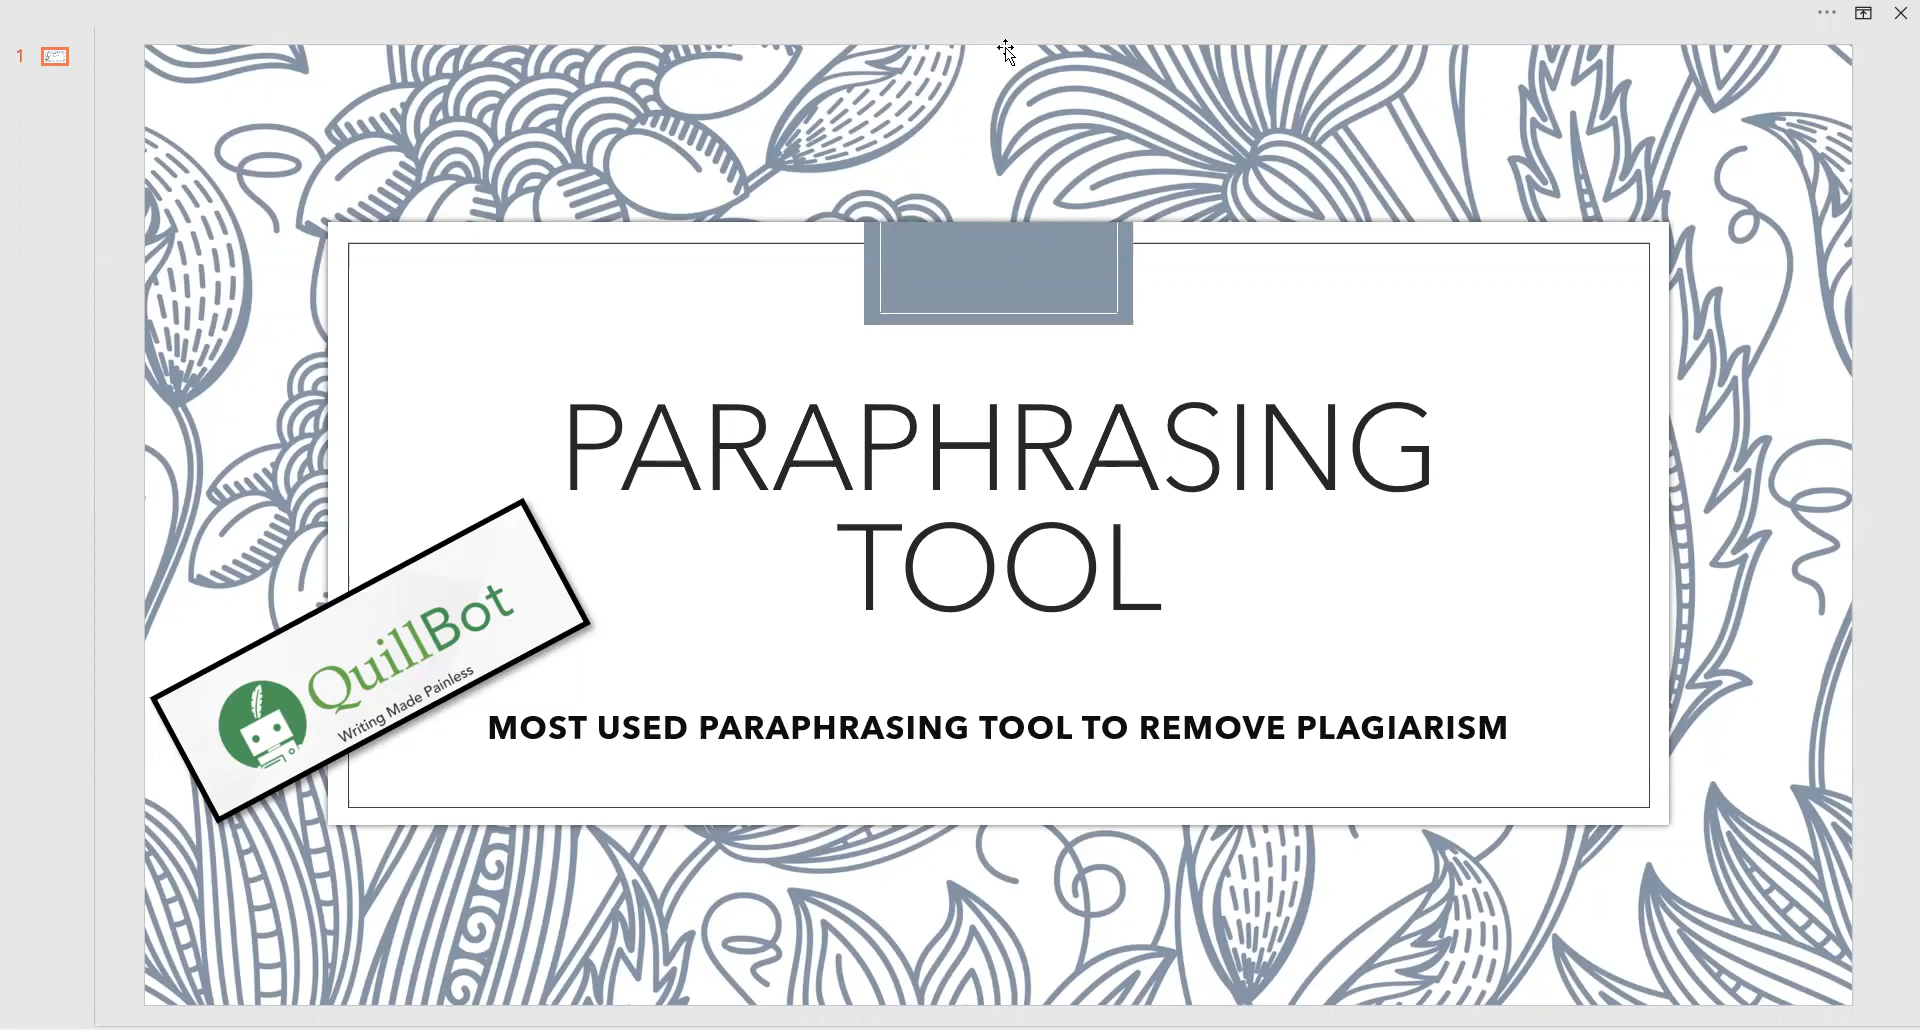 1
PARAPHRASING
TOOL
QuillBot
Writing Made Painless
MOST USED PARAPHRASING TOOL TO REMOVE PLAGIARISM